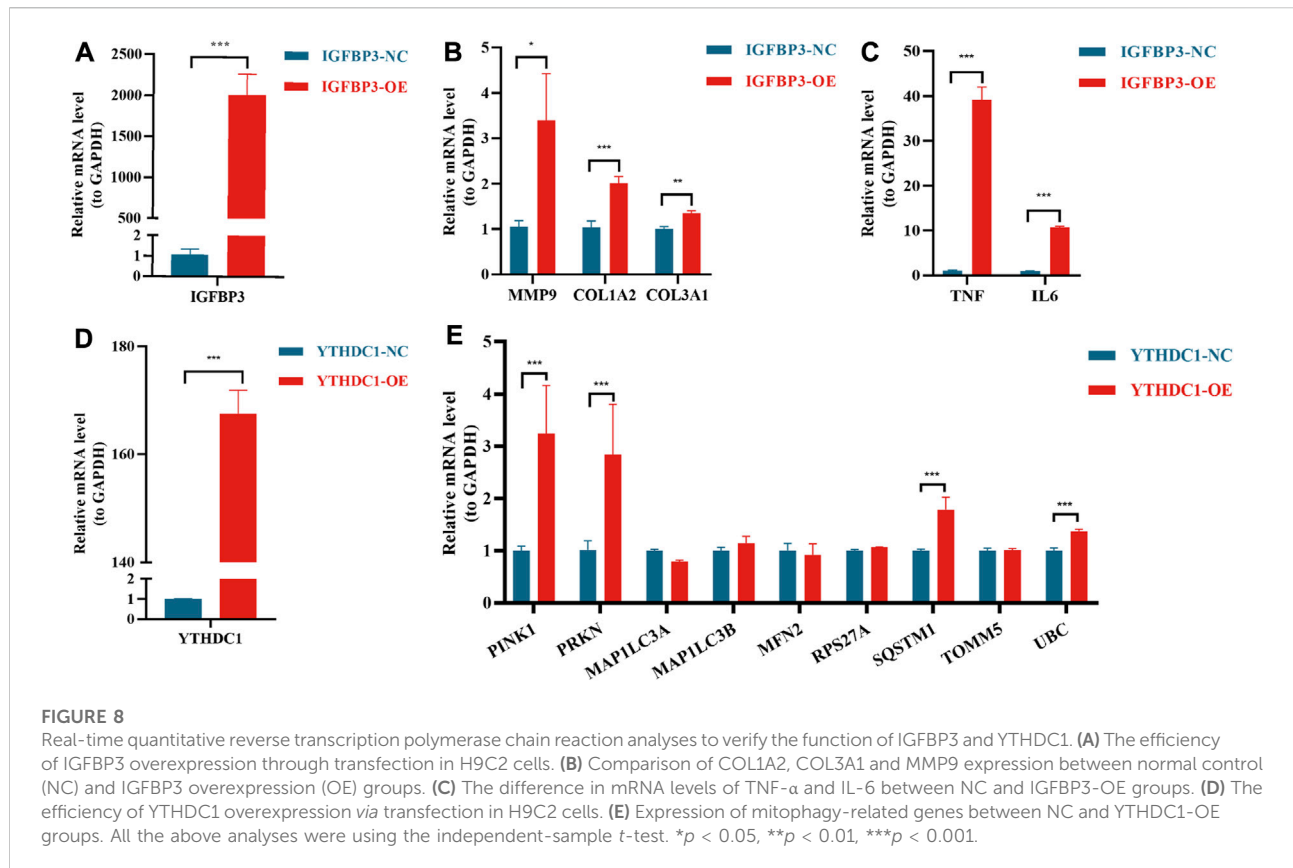 A
***
IGFBP3-NC
IGFBP3-OE
Relative mRNA level
(to GAPDH)
2500
2000
1500
1000
500
2
1
0
IGFBP3
B
*
***
**
IGFBP3-NC
IGFBP3-OE
Relative mRNA level
(to GAPDH)
5
4
3
2
1
0
MMP9 COL1A2 COL3A1
C
***
***
IGFBP3-NC
IGFBP3-OE
Relative mRNA level
(to GAPDH)
50
40
30
20
10
0
TNF IL6
D
***
YTHDC1-NC
YTHDC1-OE
Relative mRNA level
(to GAPDH)
180
160
140
2
1
0
YTHDC1
E
***
***
***
***
YTHDC1-NC
YTHDC1-OE
Relative mRNA level
(to GAPDH)
5
4
3
2
1
0
PINK1
PRKN
MAP1LC3A
MAP1LC3B
MFN2
RPS27A
SQSTM1
TOMM5
UBC
FIGURE 8
Real-time quantitative reverse transcription polymerase chain reaction analyses to verify the function of IGFBP3 and YTHDC1. (A) The efficiency
of IGFBP3 overexpression through transfection in H9C2 cells. (B) Comparison of COL1A2, COL3A1 and MMP9 expression between normal control
(NC) and IGFBP3 overexpression (OE) groups. (C) The difference in mRNA levels of TNF-α and IL-6 between NC and IGFBP3-OE groups. (D) The
efficiency of YTHDC1 overexpression via transfection in H9C2 cells. (E) Expression of mitophagy-related genes between NC and YTHDC1-OE
groups. All the above analyses were using the independent-sample t-test. *p < 0.05, **p < 0.01, ***p < 0.001.